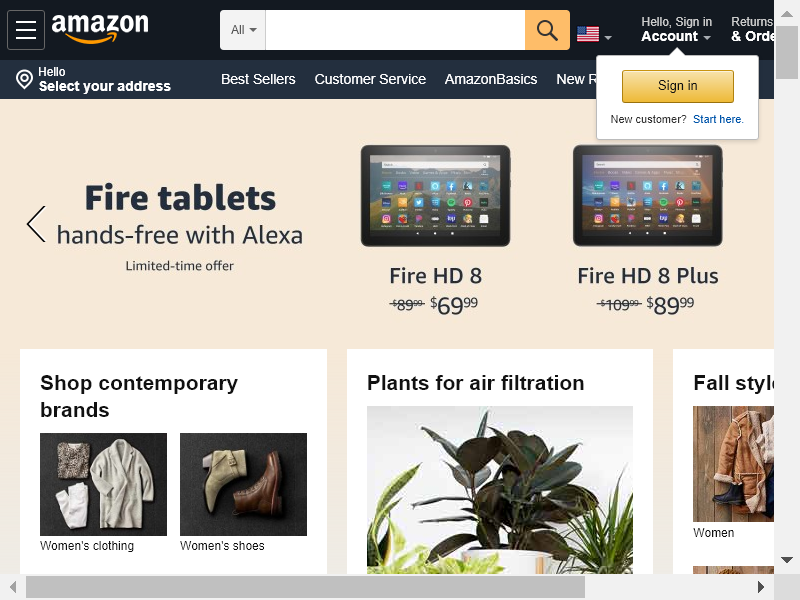 amazon
All
Hello, Sign in
Account
Returns
& Orde
Hello
Select your address
Best Sellers
Customer Service
AmazonBasics
New R
Sign in
New customer? Start here.
Fire tablets
hands-free with Alexa
Limited-time offer
Fire HD 8
$89.99 $69.99
Fire HD 8 Plus
$109.99 $89.99
Shop contemporary
brands
Women's clothing
Women's shoes
Plants for air filtration
Fall style
Women